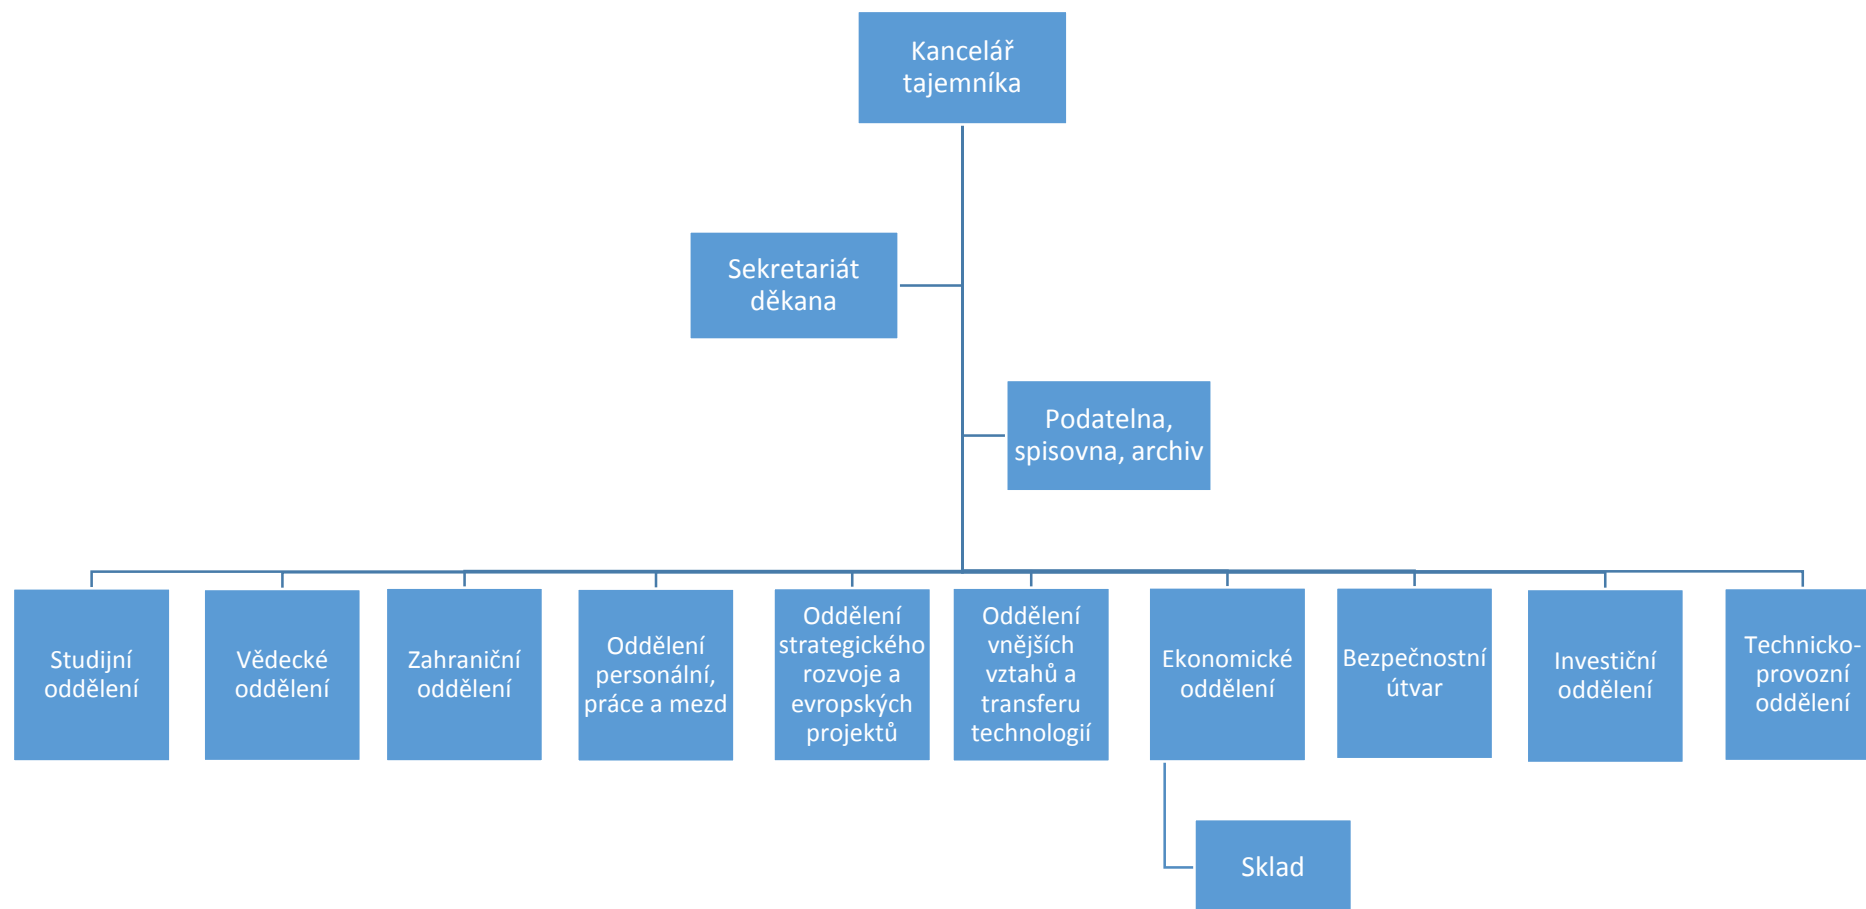 Kancelář
tajemníka
Sekretariát
děkana
Podatelna,
spisovna, archiv
Studijní
oddělení
Vědecké
oddělení
Zahraniční
oddělení
Oddělení
personální,
práce a mezd
Oddělení
strategického
rozvoje a
evropských
projektů
Oddělení
vnějších
vztahů a
transferu
technologií
Ekonomické
oddělení
Bezpečnostní
útvar
Investiční
oddělení
Technicko-
provozní
oddělení
Sklad